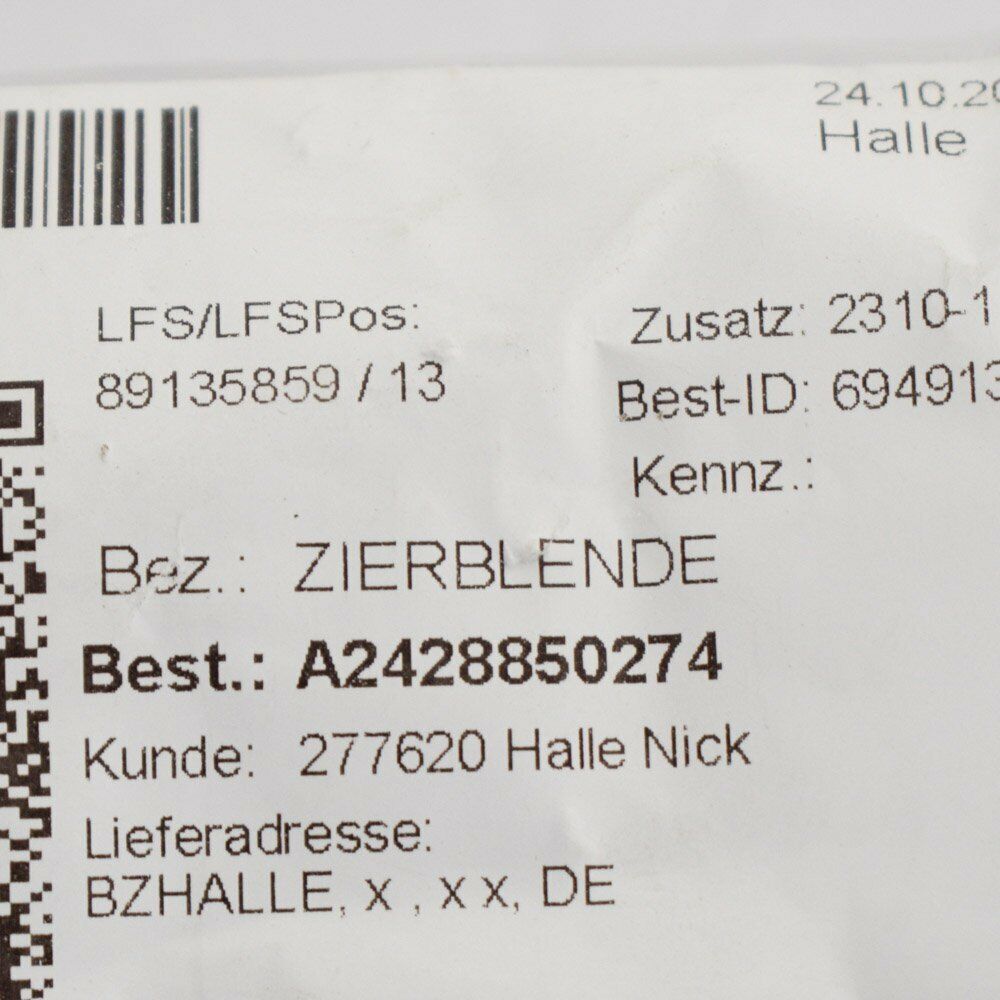 24.10.20
Halle
LFS/LFSPos:
89135859 / 13
Zusatz: 2310-1
Best-ID: 694913
Kennz.:
Bez.: ZIERBLENDE
Best.: A2428850274
Kunde: 277620 Halle Nick
Lieferadresse:
BZHALLE, x , x x, DE